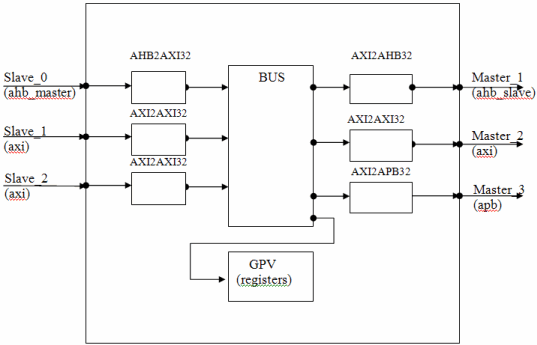 AHB2AXI32
AXI2AHB32
BUS
Slave_0
(ahb_master)
Master_1
(ahb_slave)
AXI2AXI32
AXI2AXI32
Slave_1
(axi)
Master_2
(axi)
AXI2AXI32
AXI2APB32
Slave_2
(axi)
Master_3
(apb)
GPV
(registers)